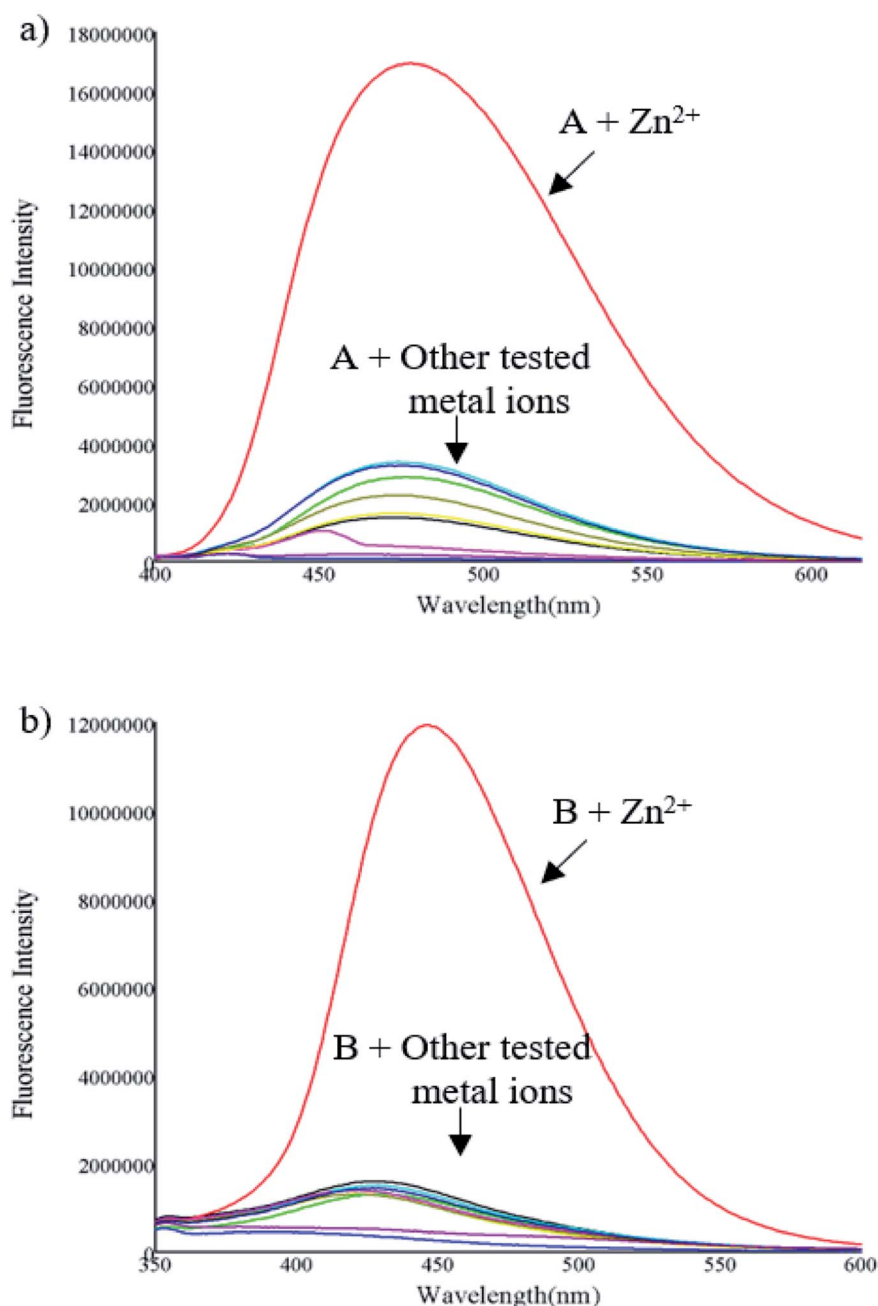 a)
18000000
16000000
14000000
12000000
10000000
8000000
6000000
4000000
2000000
0
Fluorescence Intensity
A + Zn²⁺
A + Other tested
metal ions
400
450
500
550
600
Wavelength(nm)
b)
12000000
10000000
8000000
6000000
4000000
2000000
0
Fluorescence Intensity
B + Zn²⁺
B + Other tested
metal ions
350
400
450
500
550
600
Wavelength(nm)